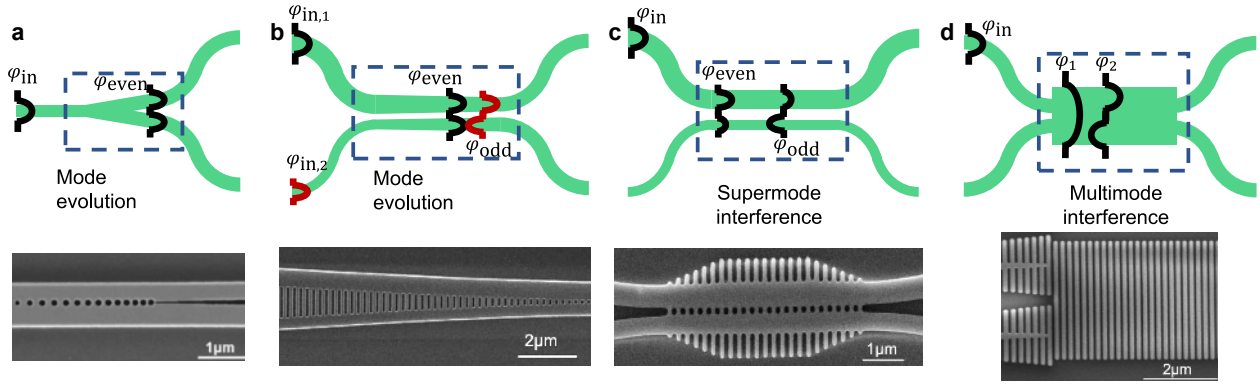 a
φin
φeven
Mode
evolution
1μm
b
φin,1
φeven
φodd
φin,2
Mode
evolution
2μm
c
φin
φeven
φodd
Supermode
interference
1μm
d
φin
φ1
φ2
Multimode
interference
2μm